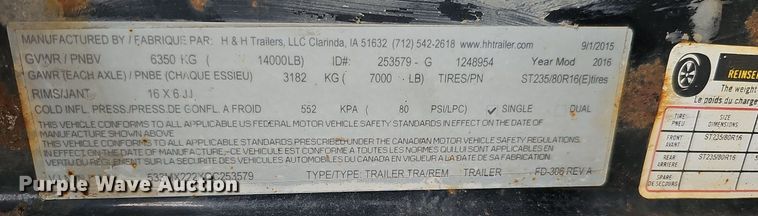 MANUFACTURED BY / FABRIQUE PAR: H & H Trailers, LLC Clarinda, IA 51632 (712) 542-2618 www.hhtrailer.com 9/1/2015
GVWR / PNBV 6350 KG ( 14000LB) ID#: 253579 - G 1248954 Year Mod 2016
GAWR (EACH AXLE) / PNBE (CHAQUE ESSIEU) 3182 KG ( 7000 LB) TIRES/PN ST235/80R16(E)tires
RIMS/JANT 16 X 6 JJ
COLD INFL. PRESS./PRESS.DE GONFL. A FROID 552 KPA ( 80 PSI/LPC) ✓ SINGLE DUAL
THIS VEHICLE CONFORMS TO ALL APPLICABLE US FEDERAL MOTOR VEHICLE SAFETY STANDARDS IN EFFECT ON THE DATE OF
MANUFACTURE SHOWN ABOVE
THIS VEHICLE CONFORMS TO ALL APPLICABLE STANDARDS PRESCRIBED UNDER THE CANADIAN MOTOR VEHICLE SAFETY REGULATIONS.
IN EFFECT ON THE DATE OF MANUFACTURE / CE VEHICULE EST CONFORME A TOUTES LES NORMES QUI LUI SONT APPLICABLES EN
VERTU DU REGLEMENT SUR LA SECURITE DES VEHICULES AUTOMOBILES DU CANADA EN VIGUEUR A LA DATE DE SA FABRICATION
TYPE/TYPE: TRAILER.TRA/REM TRAILER FD-306 REV A
REINSEI
The weight
Le poids du charge
TIRE
PNEU
SIZE
DIMENSIONS
FRONT
AVANT
ST235/80R16
REAR
ARRIÈRE
ST235/80R16
SPARE
DE SECOURS
Purple Wave Auction